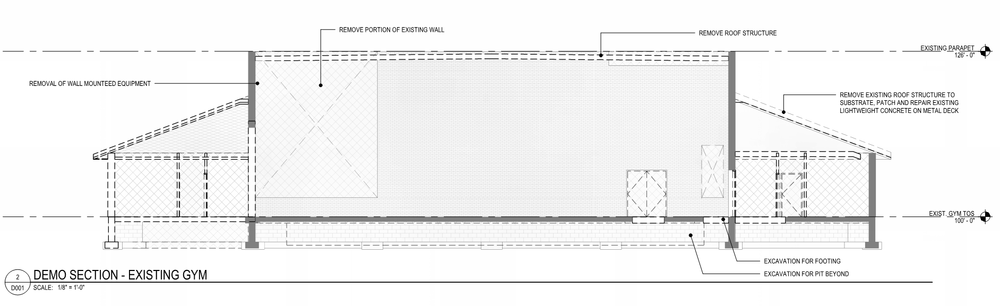 REMOVE PORTION OF EXISTING WALL
REMOVE ROOF STRUCTURE
EXISTING PARAPET
126' - 0"
REMOVAL OF WALL MOUNTEED EQUIPMENT
REMOVE EXISTING ROOF STRUCTURE TO
SUBSTRATE, PATCH AND REPAIR EXISTING
LIGHTWEIGHT CONCRETE ON METAL DECK
EXIST. GYM TOS
100' - 0"
EXCAVATION FOR FOOTING
EXCAVATION FOR PIT BEYOND
2
D001
DEMO SECTION - EXISTING GYM
SCALE: 1/8" = 1'-0"